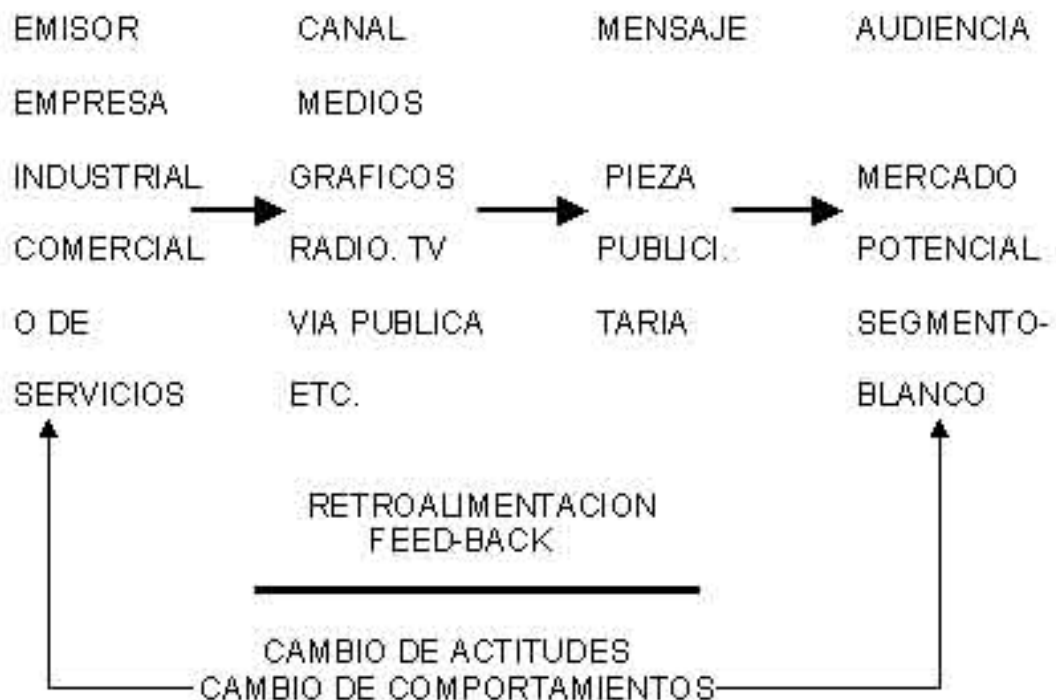 EMISOR CANAL MENSAJE AUDIENCIA
EMPRESA MEDIOS
INDUSTRIAL GRAFICOS PIEZA MERCADO
COMERCIAL RADIO. TV PUBLICI. POTENCIAL
O DE VIA PUBLICA TARIA SEGMENTO-
SERVICIOS ETC. BLANCO
RETROALIMENTACION
FEED-BACK
CAMBIO DE ACTITUDES
CAMBIO DE COMPORTAMIENTOS